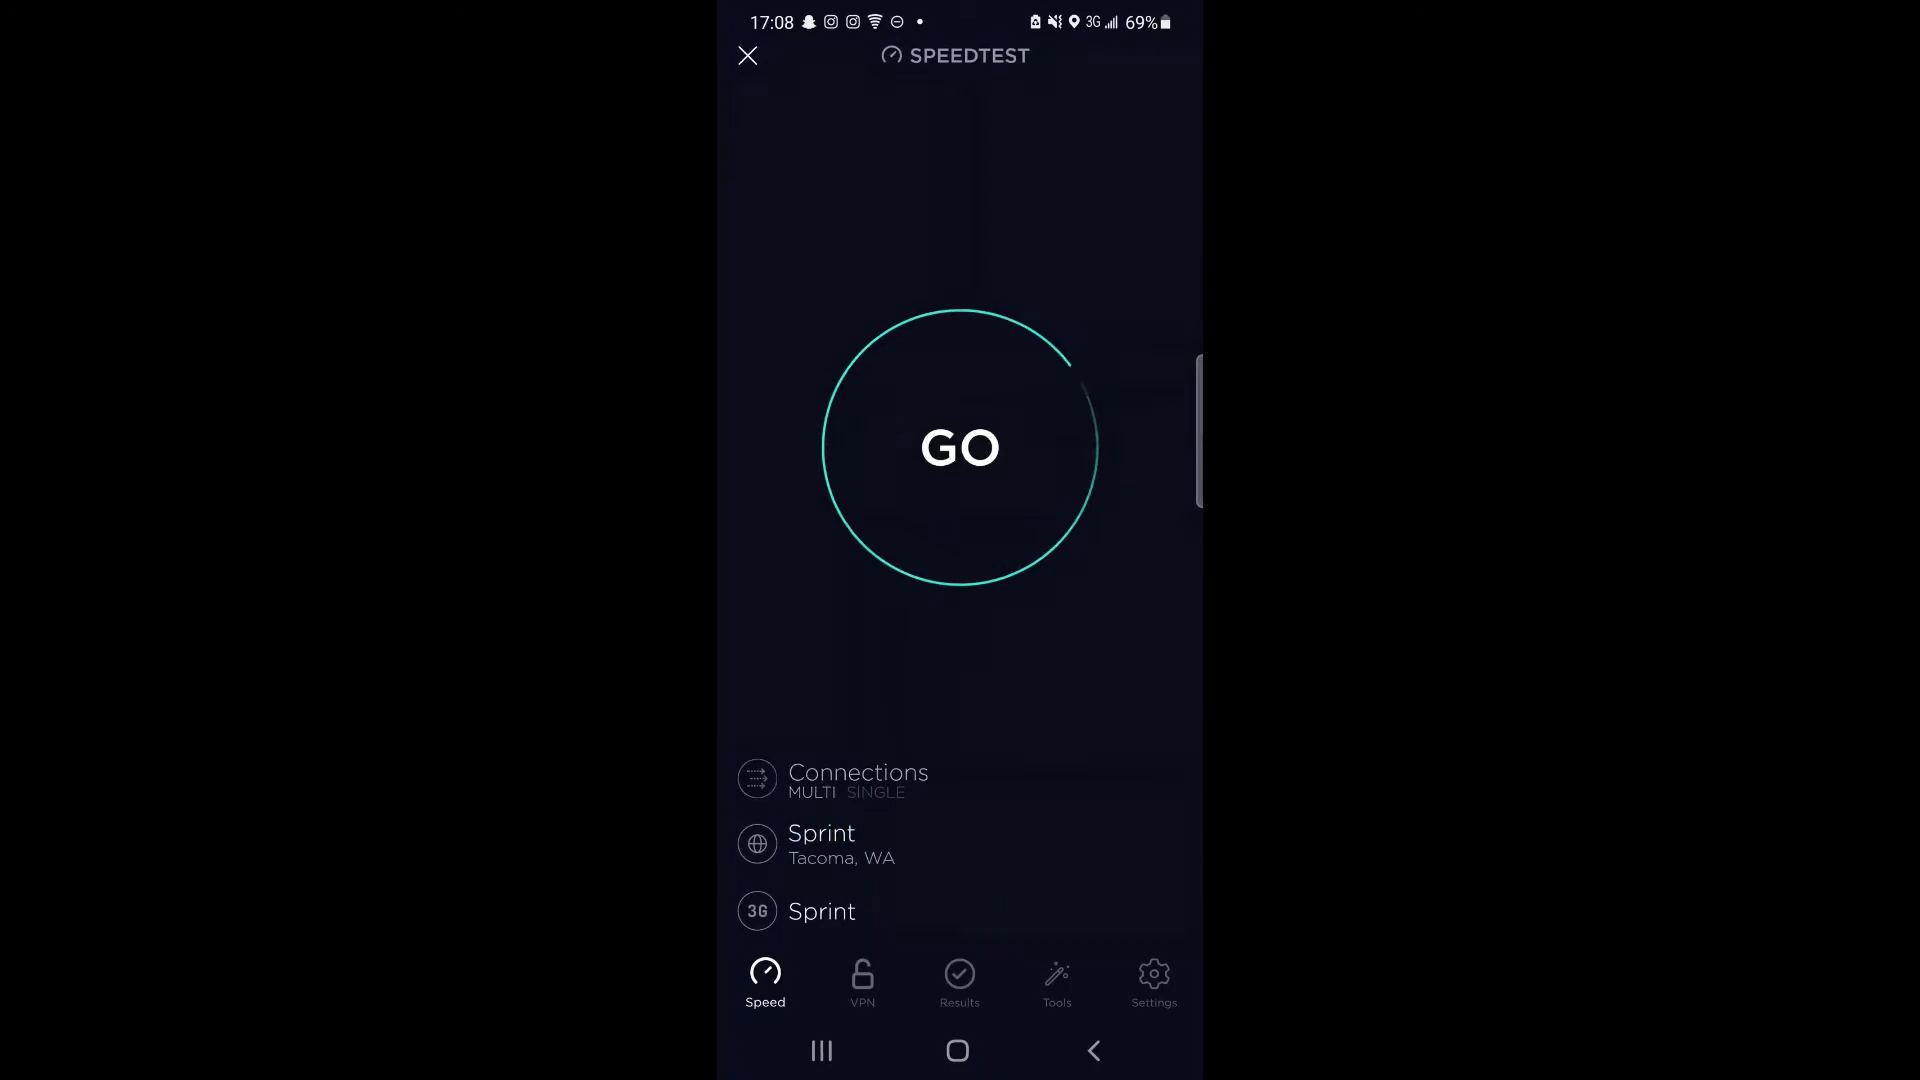 17:08 3G 69%
SPEEDTEST
GO
Connections
MULTI SINGLE
Sprint
Tacoma, WA
3G Sprint
Speed VPN Results Tools Settings